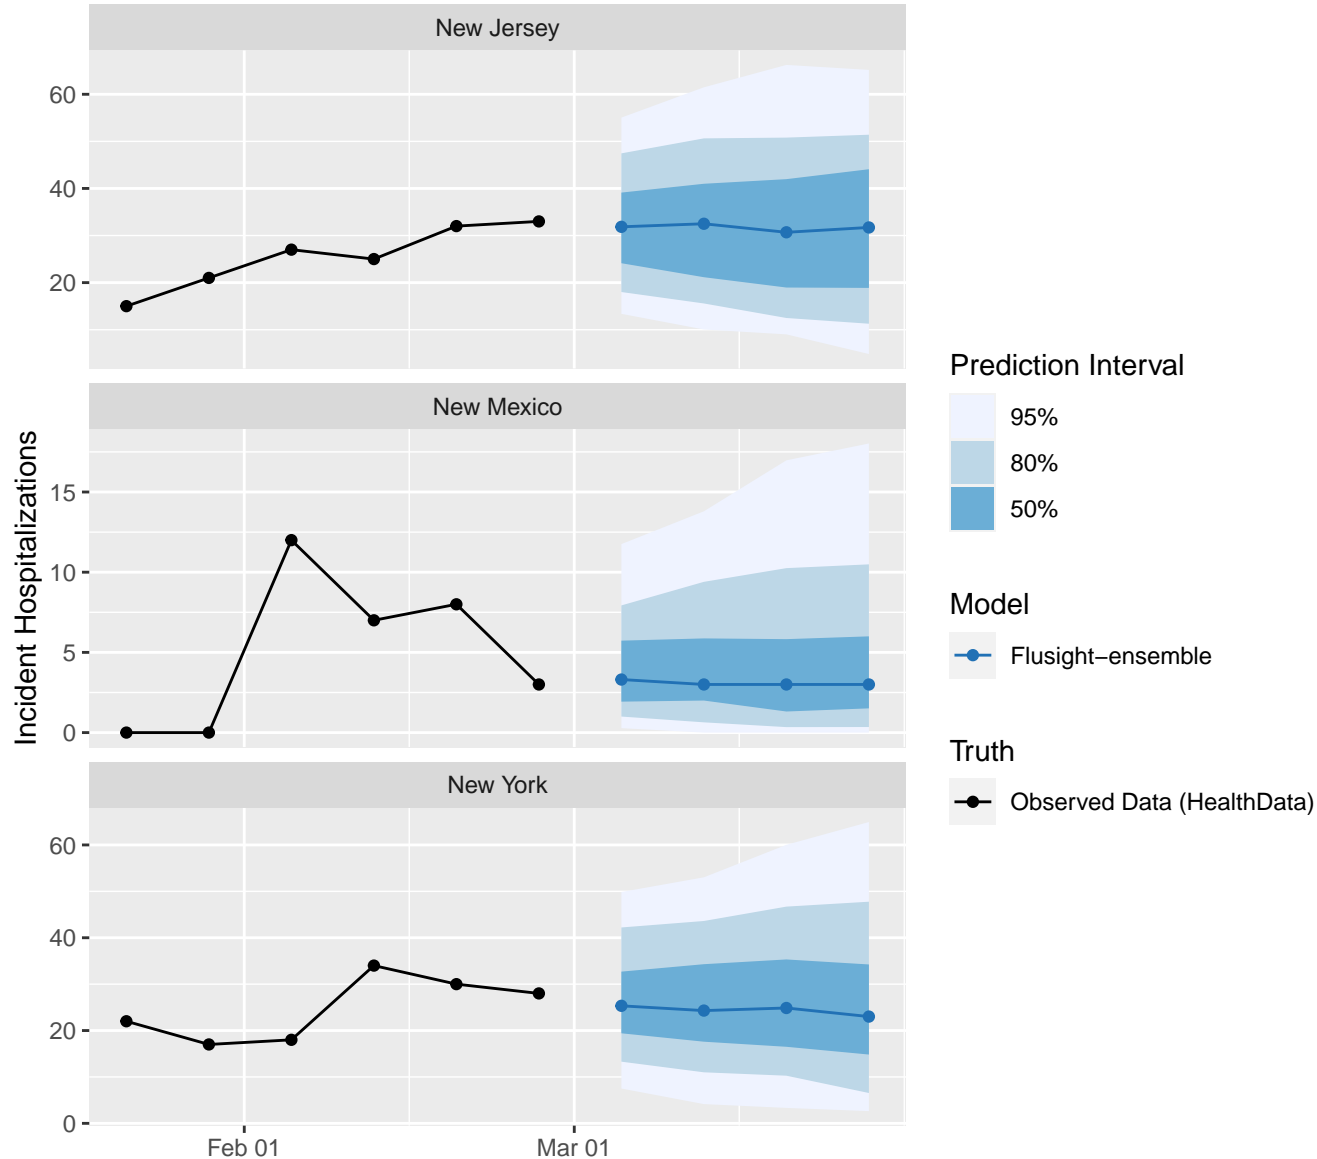 New Jersey
60
40
20
New Mexico
15
10
5
0
New York
60
40
20
0
Feb 01
Mar 01
Incident Hospitalizations
Prediction Interval
95%
80%
50%
Model
Flusight−ensemble
Truth
Observed Data (HealthData)